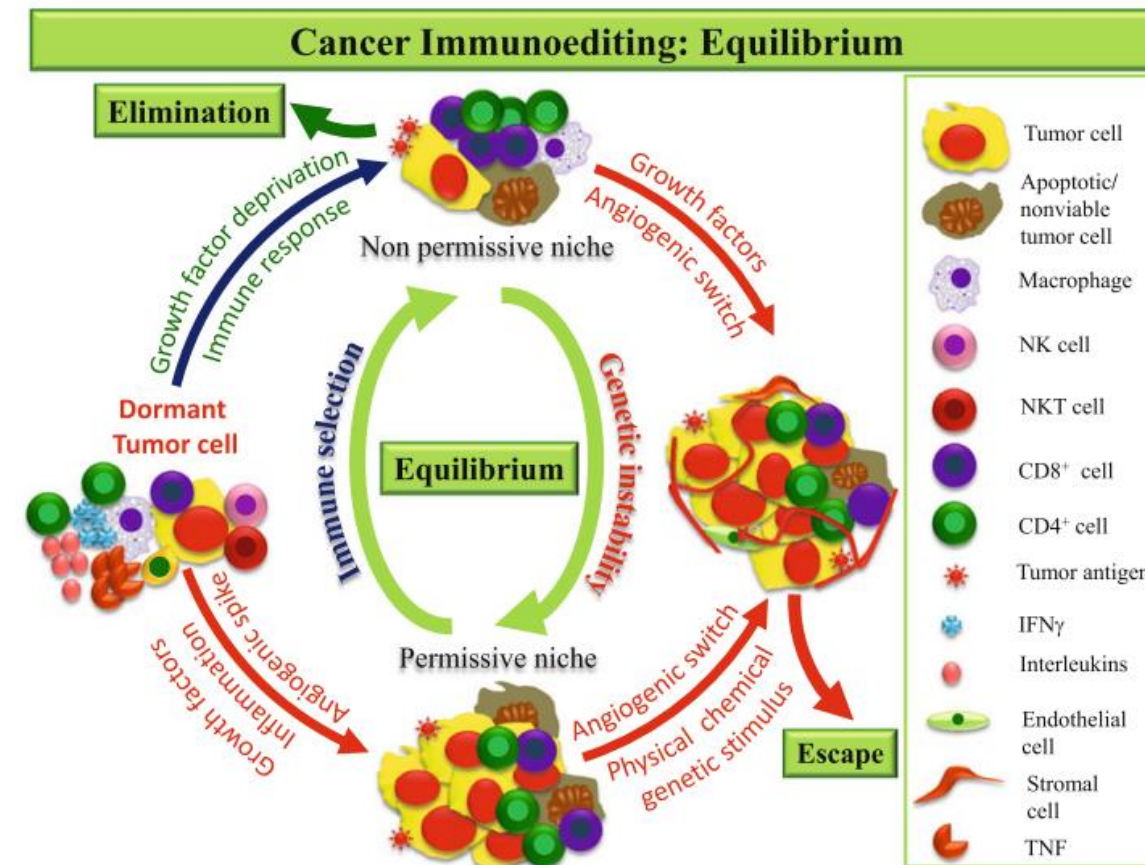 Cancer Immunoediting: Equilibrium
Elimination
Growth factor deprivation
Immune response
Non permissive niche
Growth factors
Angiogenic switch
Dormant
Tumor cell
Immune selection
Equilibrium
Genetic instability
Permissive niche
Angiogenic spike
Inflammation
Growth factors
Angiogenic switch
Physical chemical
genetic stimulus
Escape
Tumor cell
Apoptotic/
nonviable
tumor cell
Macrophage
NK cell
NKT cell
CD8⁺ cell
CD4⁺ cell
Tumor antigen
IFNγ
Interleukins
Endothelial
cell
Stromal
cell
TNF